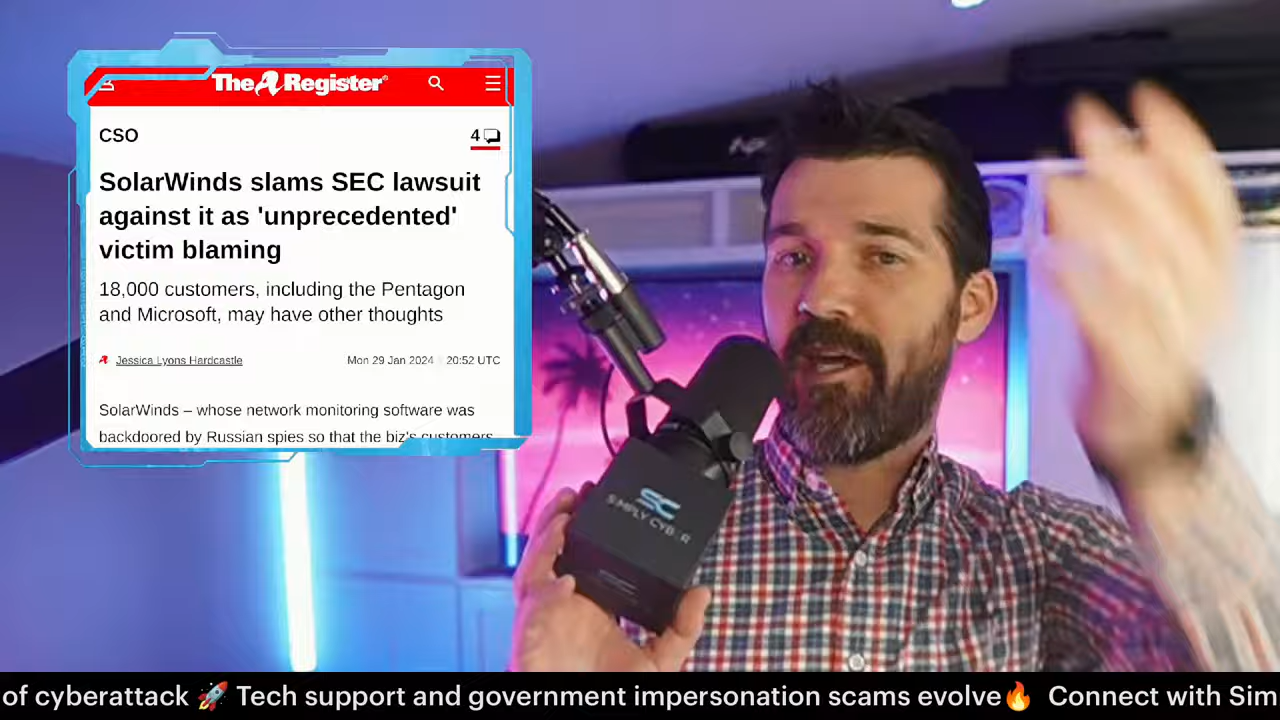 The Register®
CSO
4
SolarWinds slams SEC lawsuit
against it as 'unprecedented'
victim blaming
18,000 customers, including the Pentagon
and Microsoft, may have other thoughts
Jessica Lyons Hardcastle
Mon 29 Jan 2024 20:52 UTC
SolarWinds – whose network monitoring software was
backdoored by Russian spies so that the biz's customers
SC
SIMPLY CYBER
of cyberattack 🚀 Tech support and government impersonation scams evolve🔥 Connect with Sim